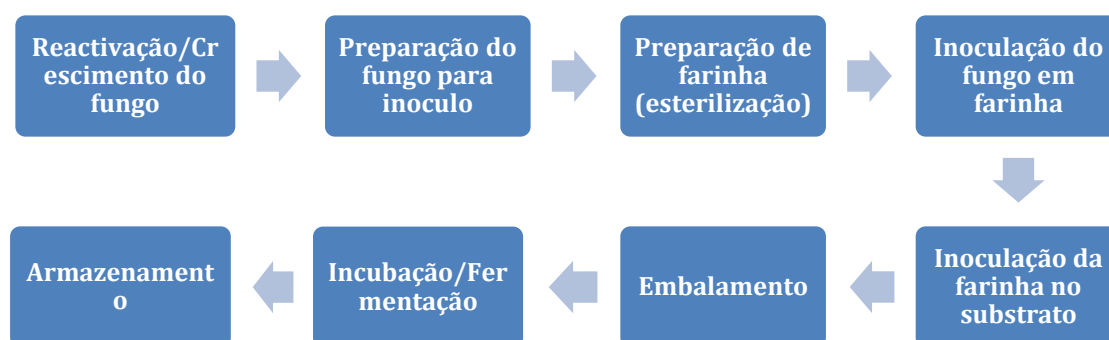 Reactivação/Cr
escimento do
fungo
Preparação do
fungo para
inoculo
Preparação de
farinha
(esterilização)
Inoculação do
fungo em
farinha
Inoculação da
farinha no
substrato
Embalamento
Incubação/Fer
mentação
Armazenament
o